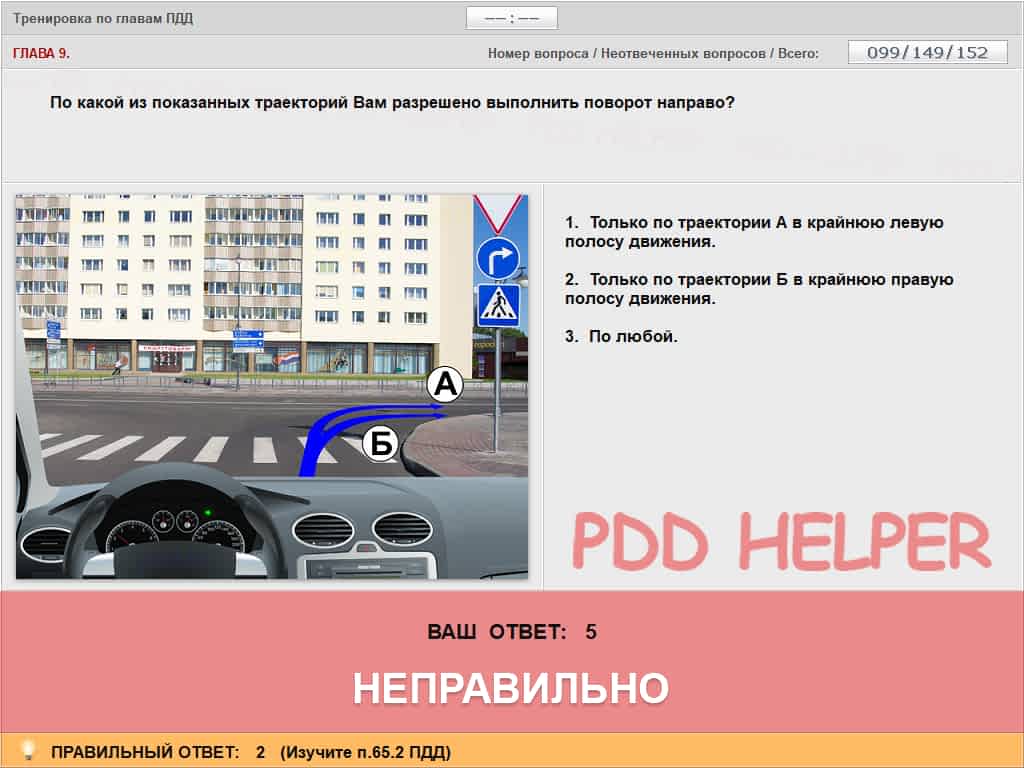 Тренировка по главам ПДД
—— : ——
ГЛАВА 9.
Номер вопроса / Неотвеченных вопросов / Всего:
099/149/152
По какой из показанных траекторий Вам разрешено выполнить поворот направо?
1. Только по траектории А в крайнюю левую
полосу движения.
2. Только по траектории Б в крайнюю правую
полосу движения.
3. По любой.
А
Б
PDD HELPER
ВАШ ОТВЕТ: 5
НЕПРАВИЛЬНО
ПРАВИЛЬНЫЙ ОТВЕТ: 2 (Изучите п.65.2 ПДД)